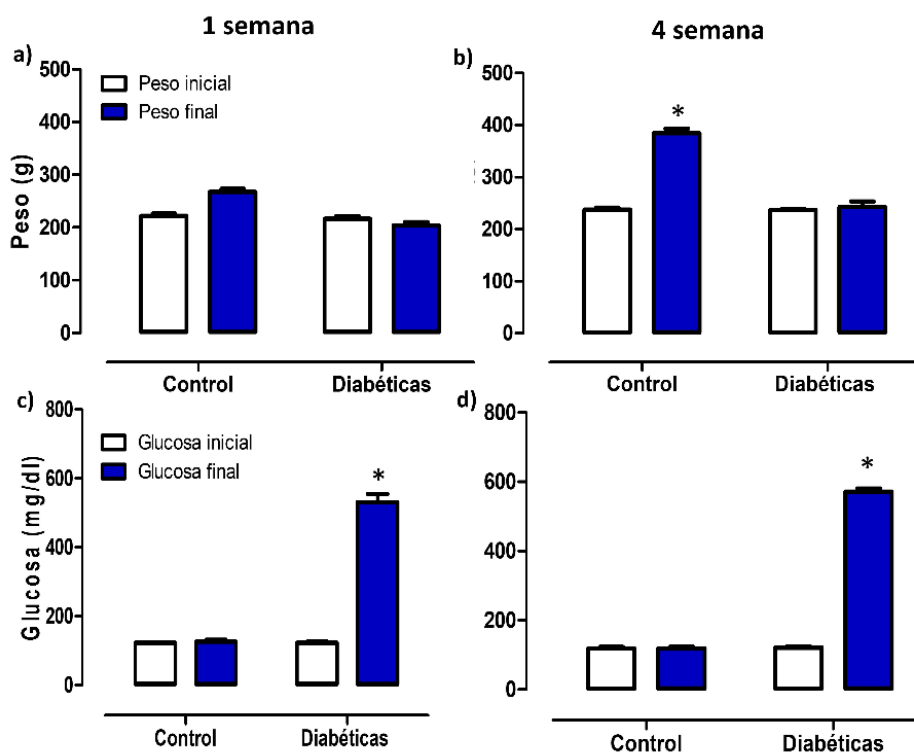 1 semana
4 semana
a)
500
400
300
200
100
0
Peso (g)
Peso inicial
Peso final
Control
Diabéticas
b)
500
400
300
200
100
0
*
Control
Diabéticas
c)
800
600
400
200
0
Glucosa (mg/dl)
Glucosa inicial
Glucosa final
*
Control
Diabéticas
d)
800
600
400
200
0
*
Control
Diabéticas